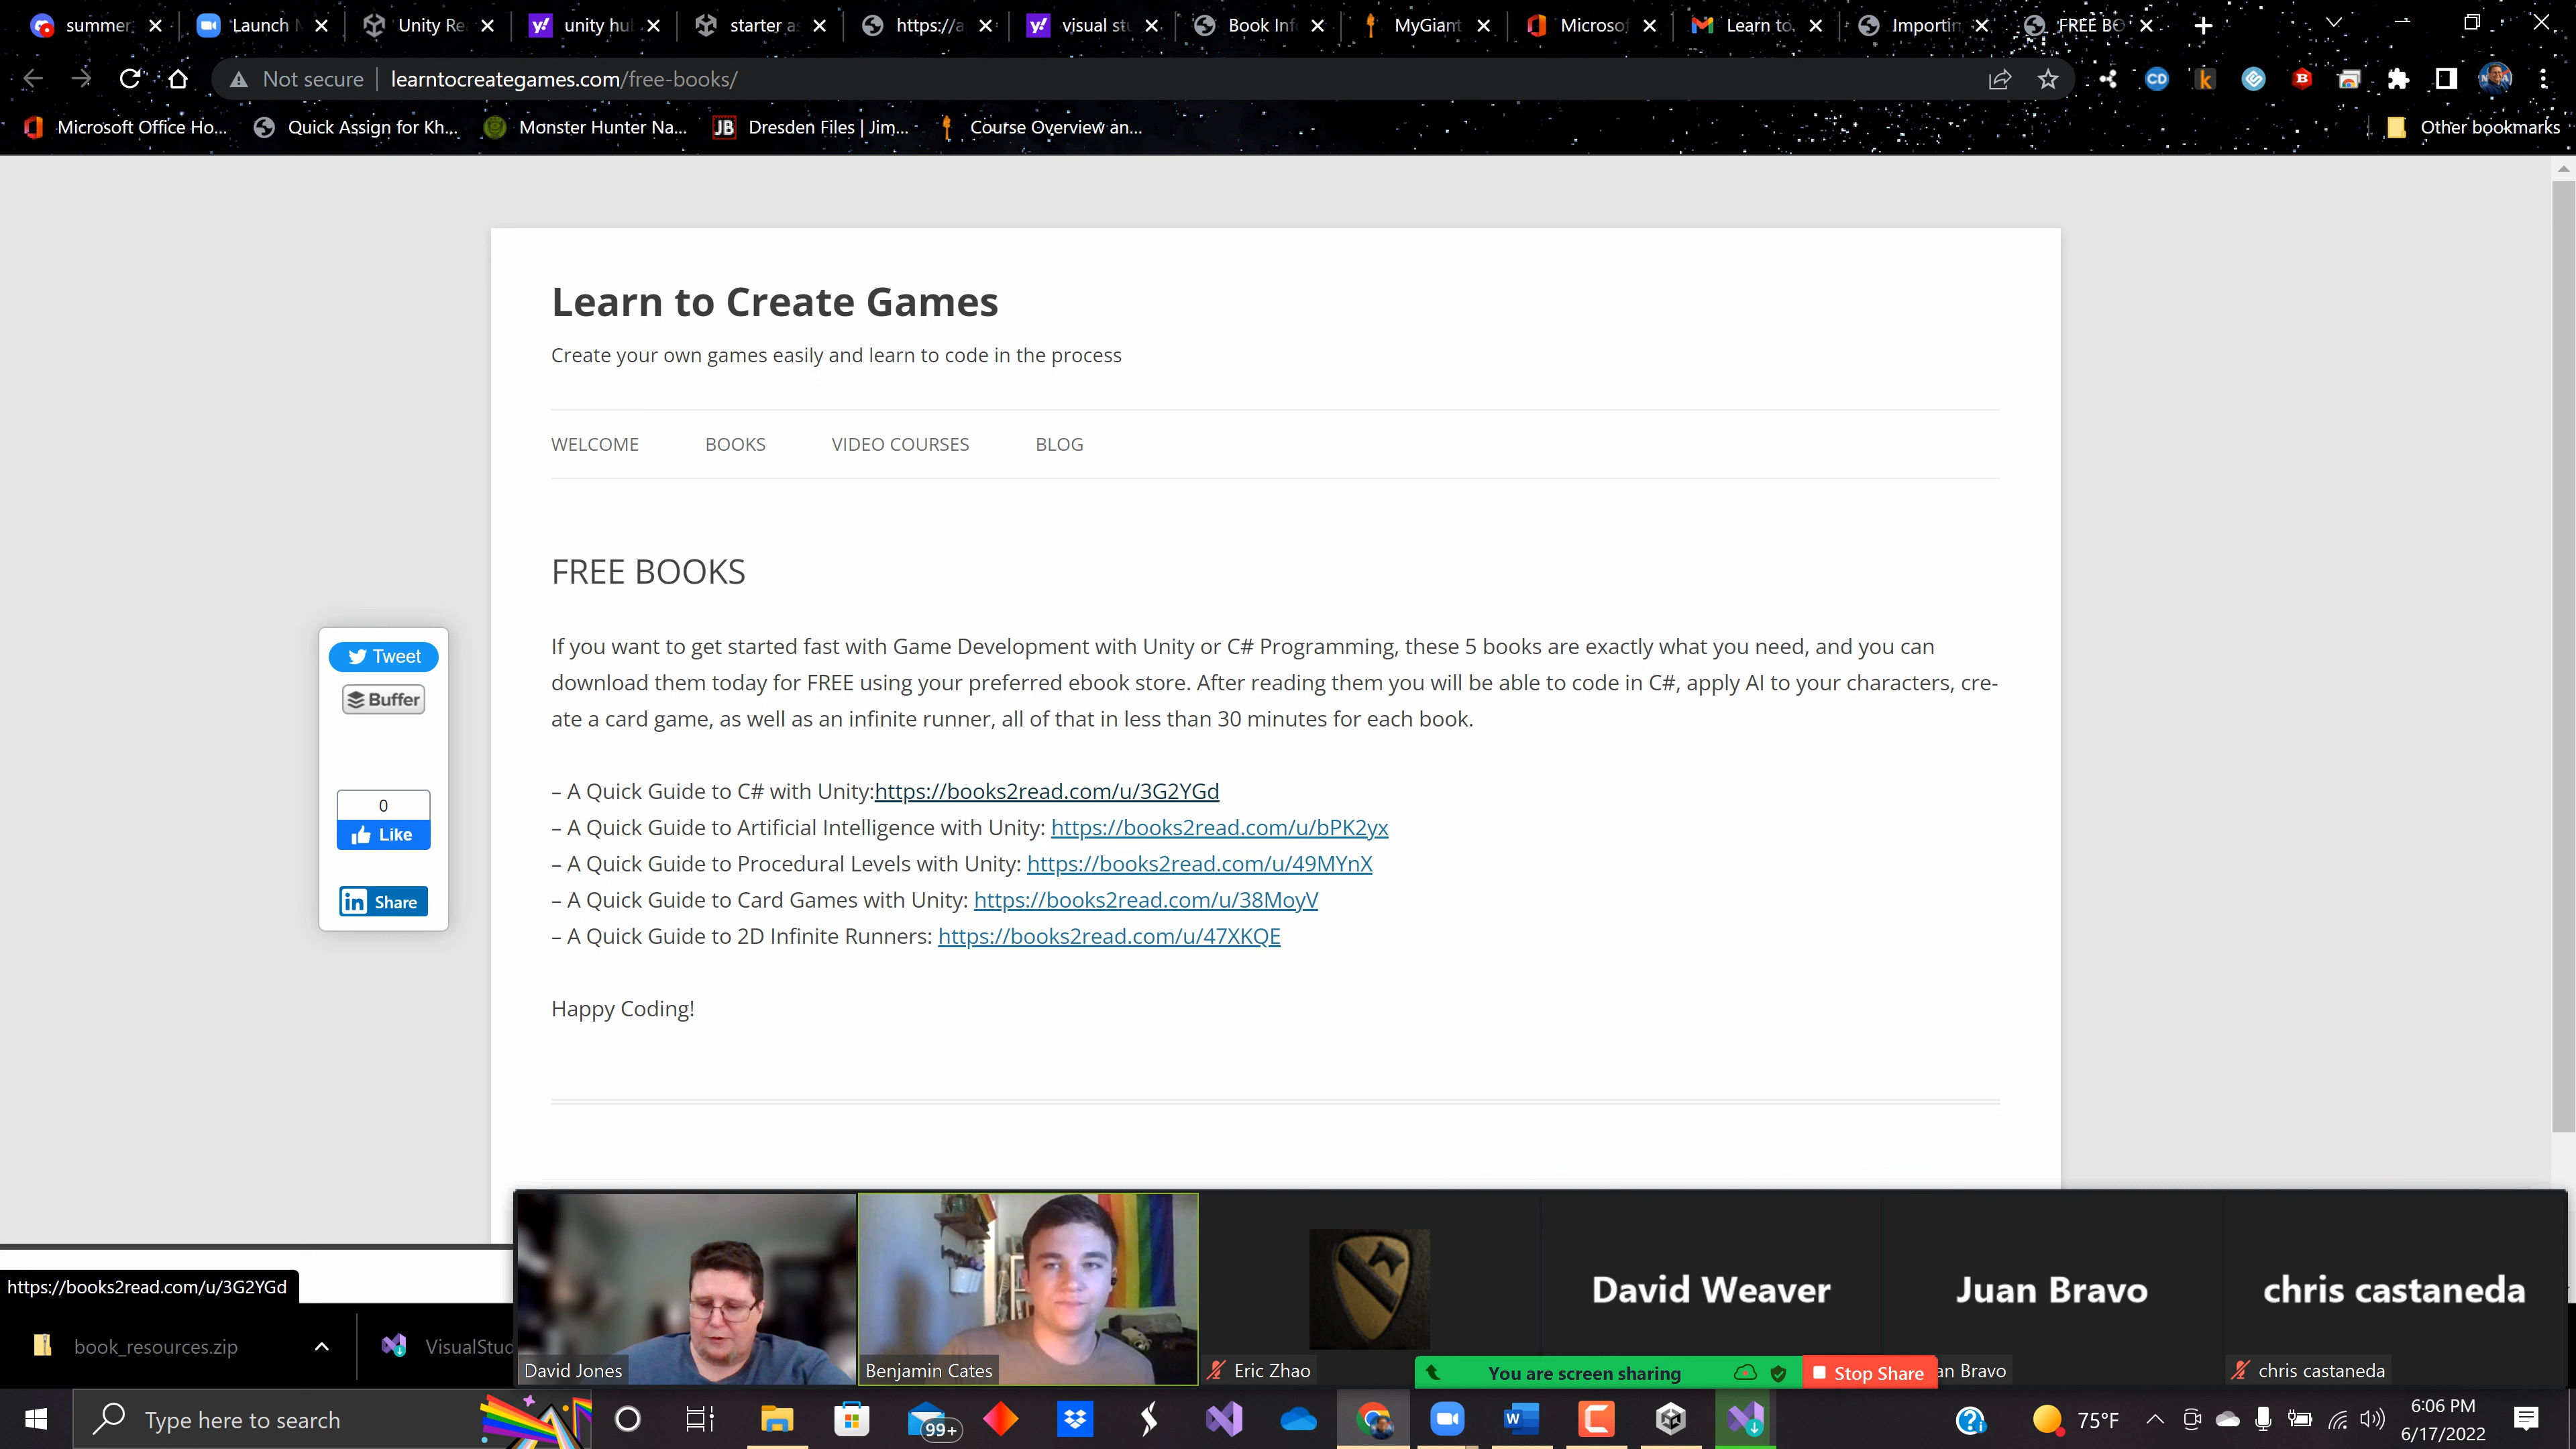 summer
Launch M
Unity Re
unity hul
starter as
https://a
visual stu
Book Inf
MyGiant
Microsof
Learn to
Importin
FREE BO
Not secure
learntocreategames.com/free-books/
Microsoft Office Ho...
Quick Assign for Kh...
Monster Hunter Na...
Dresden Files | Jim...
Course Overview an...
Other bookmarks
Learn to Create Games
Create your own games easily and learn to code in the process
WELCOME
BOOKS
VIDEO COURSES
BLOG
FREE BOOKS
If you want to get started fast with Game Development with Unity or C# Programming, these 5 books are exactly what you need, and you can
download them today for FREE using your preferred ebook store. After reading them you will be able to code in C#, apply AI to your characters, cre-
ate a card game, as well as an infinite runner, all of that in less than 30 minutes for each book.
– A Quick Guide to C# with Unity:https://books2read.com/u/3G2YGd
– A Quick Guide to Artificial Intelligence with Unity: https://books2read.com/u/bPK2yx
– A Quick Guide to Procedural Levels with Unity: https://books2read.com/u/49MYnX
– A Quick Guide to Card Games with Unity: https://books2read.com/u/38MoyV
– A Quick Guide to 2D Infinite Runners: https://books2read.com/u/47XKQE
Happy Coding!
Tweet
Buffer
0
Like
in Share
https://books2read.com/u/3G2YGd
book_resources.zip
VisualStud
David Jones
Benjamin Cates
Eric Zhao
David Weaver
Juan Bravo
an Bravo
chris castaneda
chris castaneda
You are screen sharing
Stop Share
Type here to search
99+
75°F
6:06 PM
6/17/2022